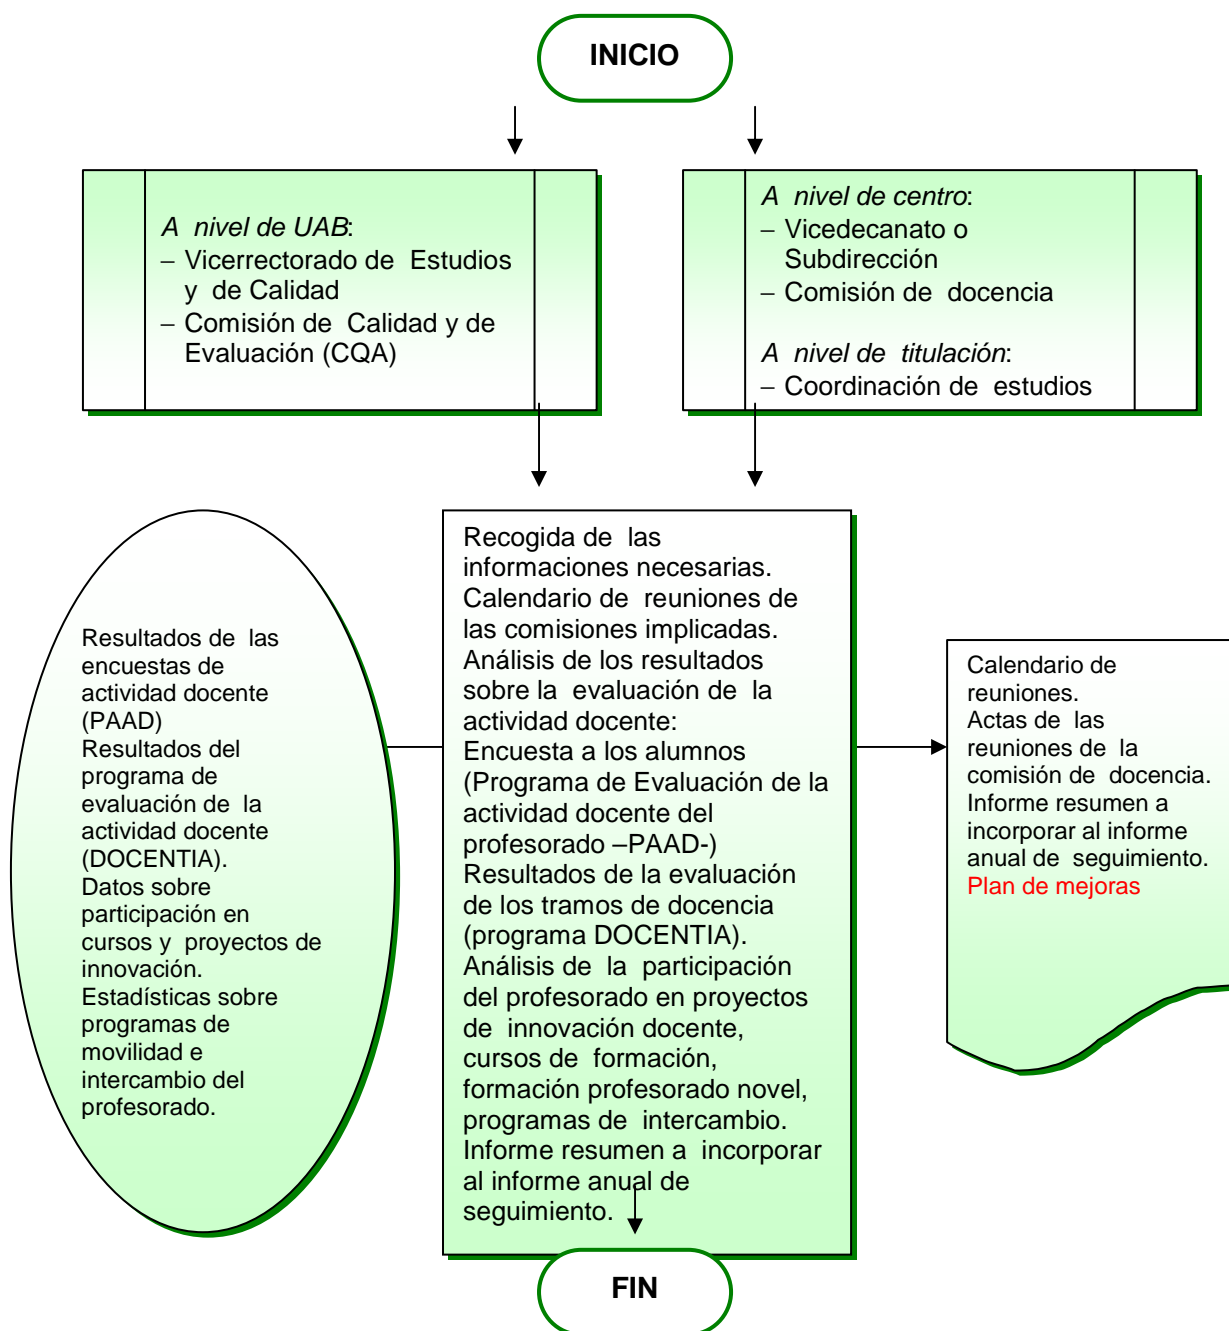 INICIO
A nivel de UAB:
– Vicerrectorado de Estudios
y de Calidad
– Comisión de Calidad y de
Evaluación (CQA)
A nivel de centro:
– Vicedecanato o
Subdirección
– Comisión de docencia
A nivel de titulación:
– Coordinación de estudios
Resultados de las
encuestas de
actividad docente
(PAAD)
Resultados del
programa de
evaluación de la
actividad docente
(DOCENTIA).
Datos sobre
participación en
cursos y proyectos de
innovación.
Estadísticas sobre
programas de
movilidad e
intercambio del
profesorado.
Recogida de las
informaciones necesarias.
Calendario de reuniones de
las comisiones implicadas.
Análisis de los resultados
sobre la evaluación de la
actividad docente:
Encuesta a los alumnos
(Programa de Evaluación de la
actividad docente del
profesorado –PAAD-)
Resultados de la evaluación
de los tramos de docencia
(programa DOCENTIA).
Análisis de la participación
del profesorado en proyectos
de innovación docente,
cursos de formación,
formación profesorado novel,
programas de intercambio.
Informe resumen a incorporar
al informe anual de
seguimiento.
Calendario de
reuniones.
Actas de las
reuniones de la
comisión de docencia.
Informe resumen a
incorporar al informe
anual de seguimiento.
Plan de mejoras
FIN